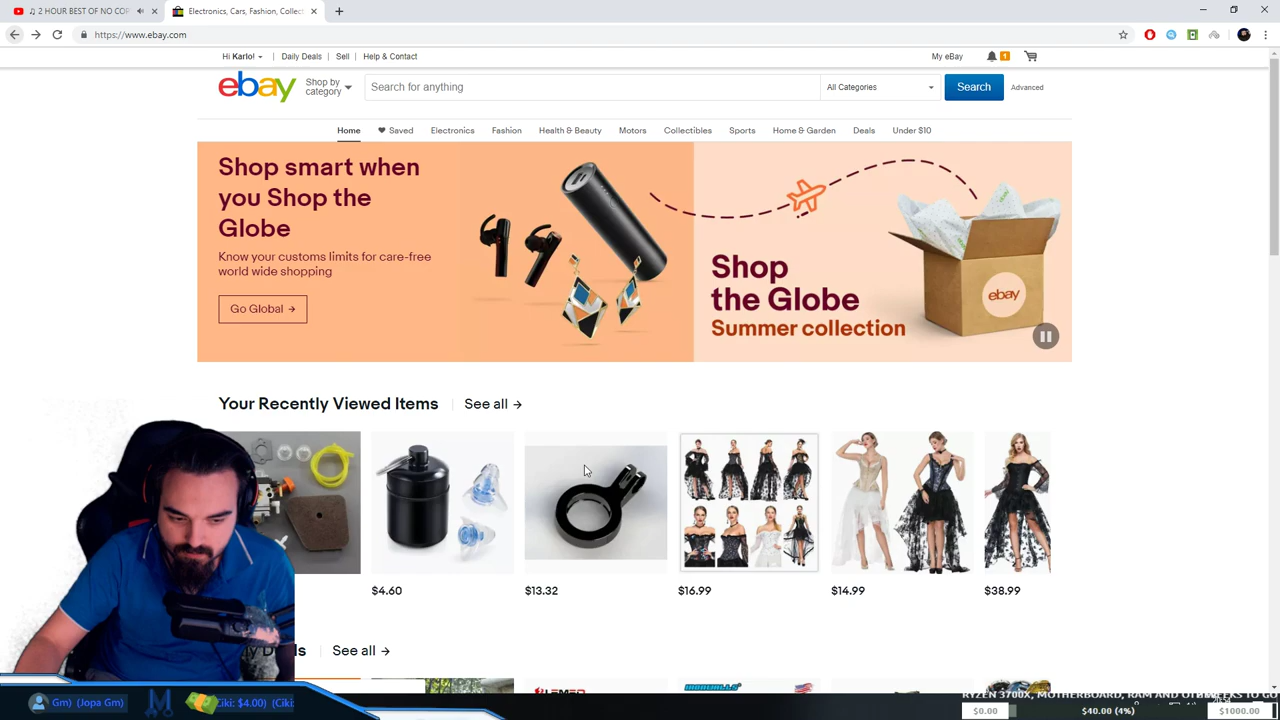 ♫ 2 HOUR BEST OF NO COP
Electronics, Cars, Fashion, Collec
https://www.ebay.com
Hi Karlo! Daily Deals Sell Help & Contact My eBay 1
ebay Shop by category Search for anything All Categories Search Advanced
Home Saved Electronics Fashion Health & Beauty Motors Collectibles Sports Home & Garden Deals Under $10
Shop smart when
you Shop the
Globe
Know your customs limits for care-free
world wide shopping
Go Global →
Shop
the Globe
Summer collection
ebay
Your Recently Viewed Items See all →
$4.60 $13.32 $16.99 $14.99 $38.99
See all →
Gm) (Jopa Gm) Ciki: $4.00) (Ciki
RYZEN 3700X, MOTHERBOARD, RAM AND
$0.00 $40.00 (4%) $1000.00